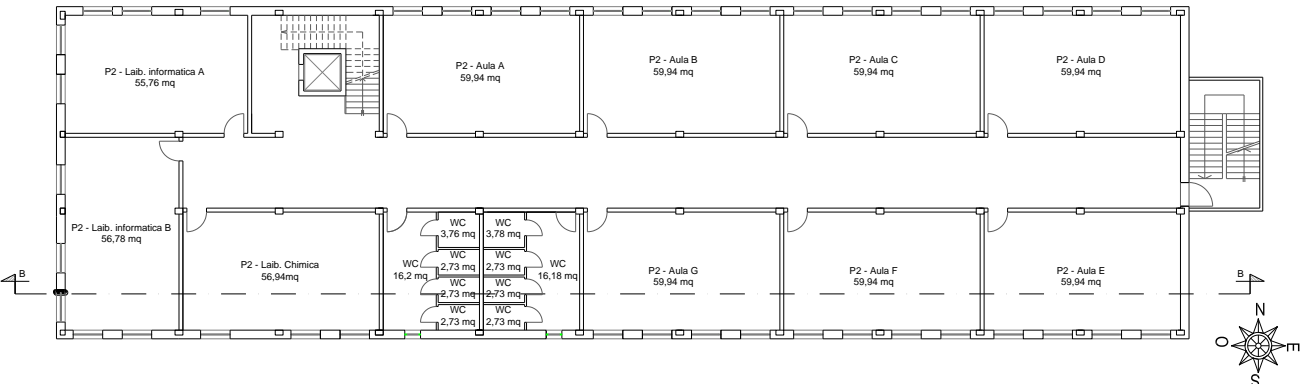 P2 - Laib. informatica A
55,76 mq
P2 - Aula A
59,94 mq
P2 - Aula B
59,94 mq
P2 - Aula C
59,94 mq
P2 - Aula D
59,94 mq
P2 - Laib. informatica B
56,78 mq
P2 - Laib. Chimica
56,94mq
WC
16,2 mq
WC
3,76 mq
WC
3,78 mq
WC
2,73 mq
WC
2,73 mq
WC
2,73 mq
WC
2,73 mq
WC
2,73 mq
WC
2,73 mq
WC
16,18 mq
P2 - Aula G
59,94 mq
P2 - Aula F
59,94 mq
P2 - Aula E
59,94 mq
B
B
N
O
E
S